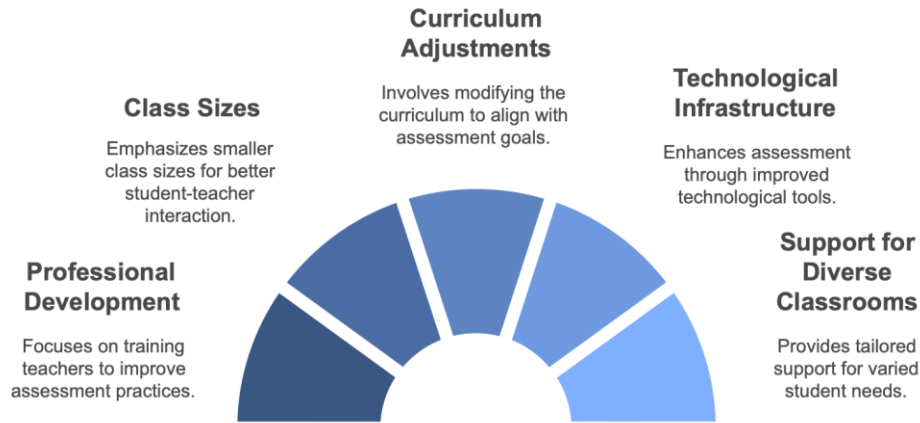 Curriculum
Adjustments
Involves modifying the
curriculum to align with
assessment goals.
Class Sizes
Emphasizes smaller
class sizes for better
student-teacher
interaction.
Technological
Infrastructure
Enhances assessment
through improved
technological tools.
Professional
Development
Focuses on training
teachers to improve
assessment practices.
Support for
Diverse
Classrooms
Provides tailored
support for varied
student needs.